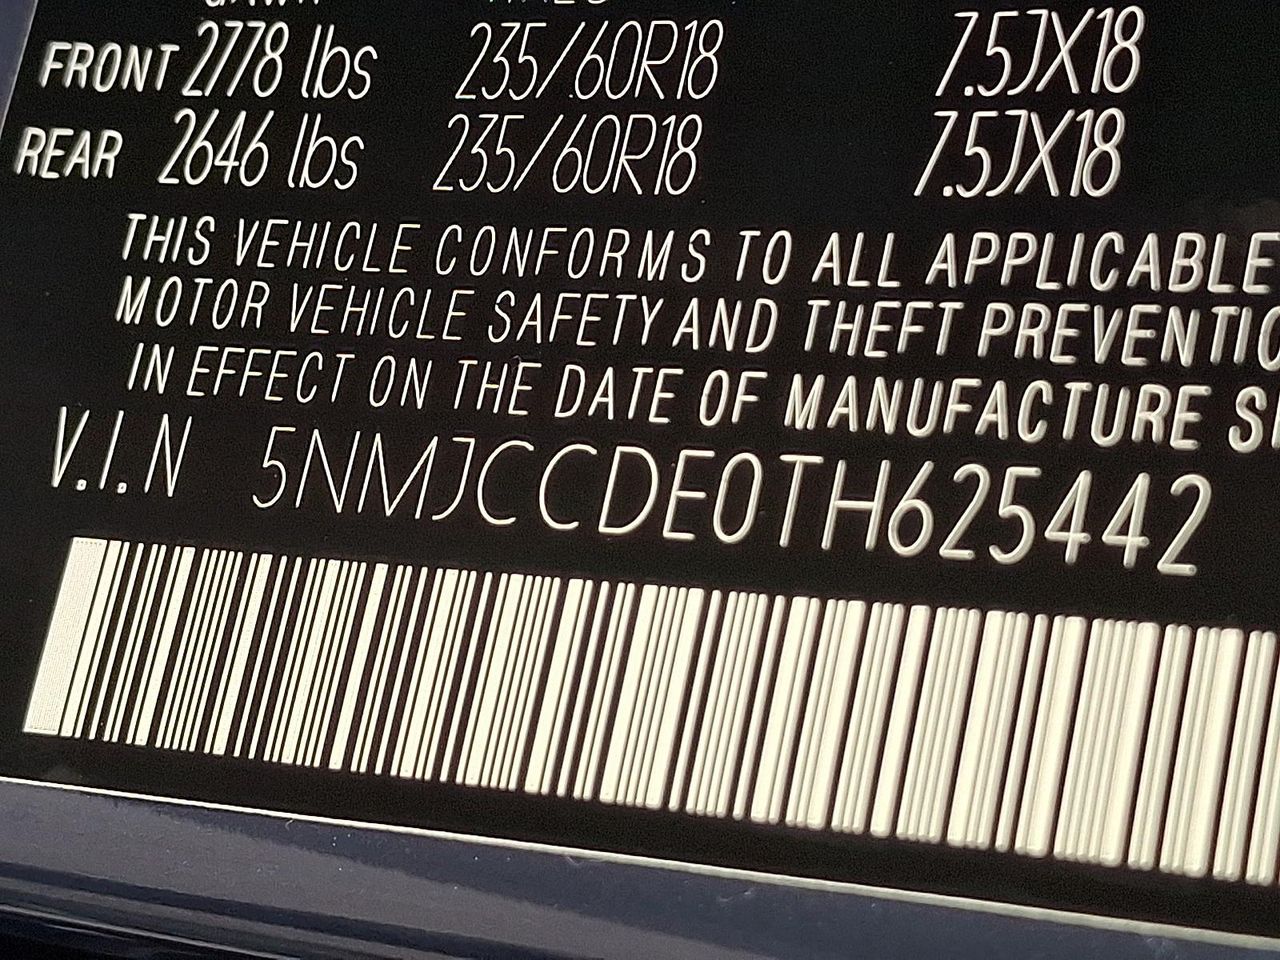 FRONT 2778 lbs 235/60R18 7.5JX18
REAR 2646 lbs 235/60R18 7.5JX18
THIS VEHICLE CONFORMS TO ALL APPLICABLE
MOTOR VEHICLE SAFETY AND THEFT PREVENTIO
IN EFFECT ON THE DATE OF MANUFACTURE S
V.I.N 5NMJCCDE0TH625442